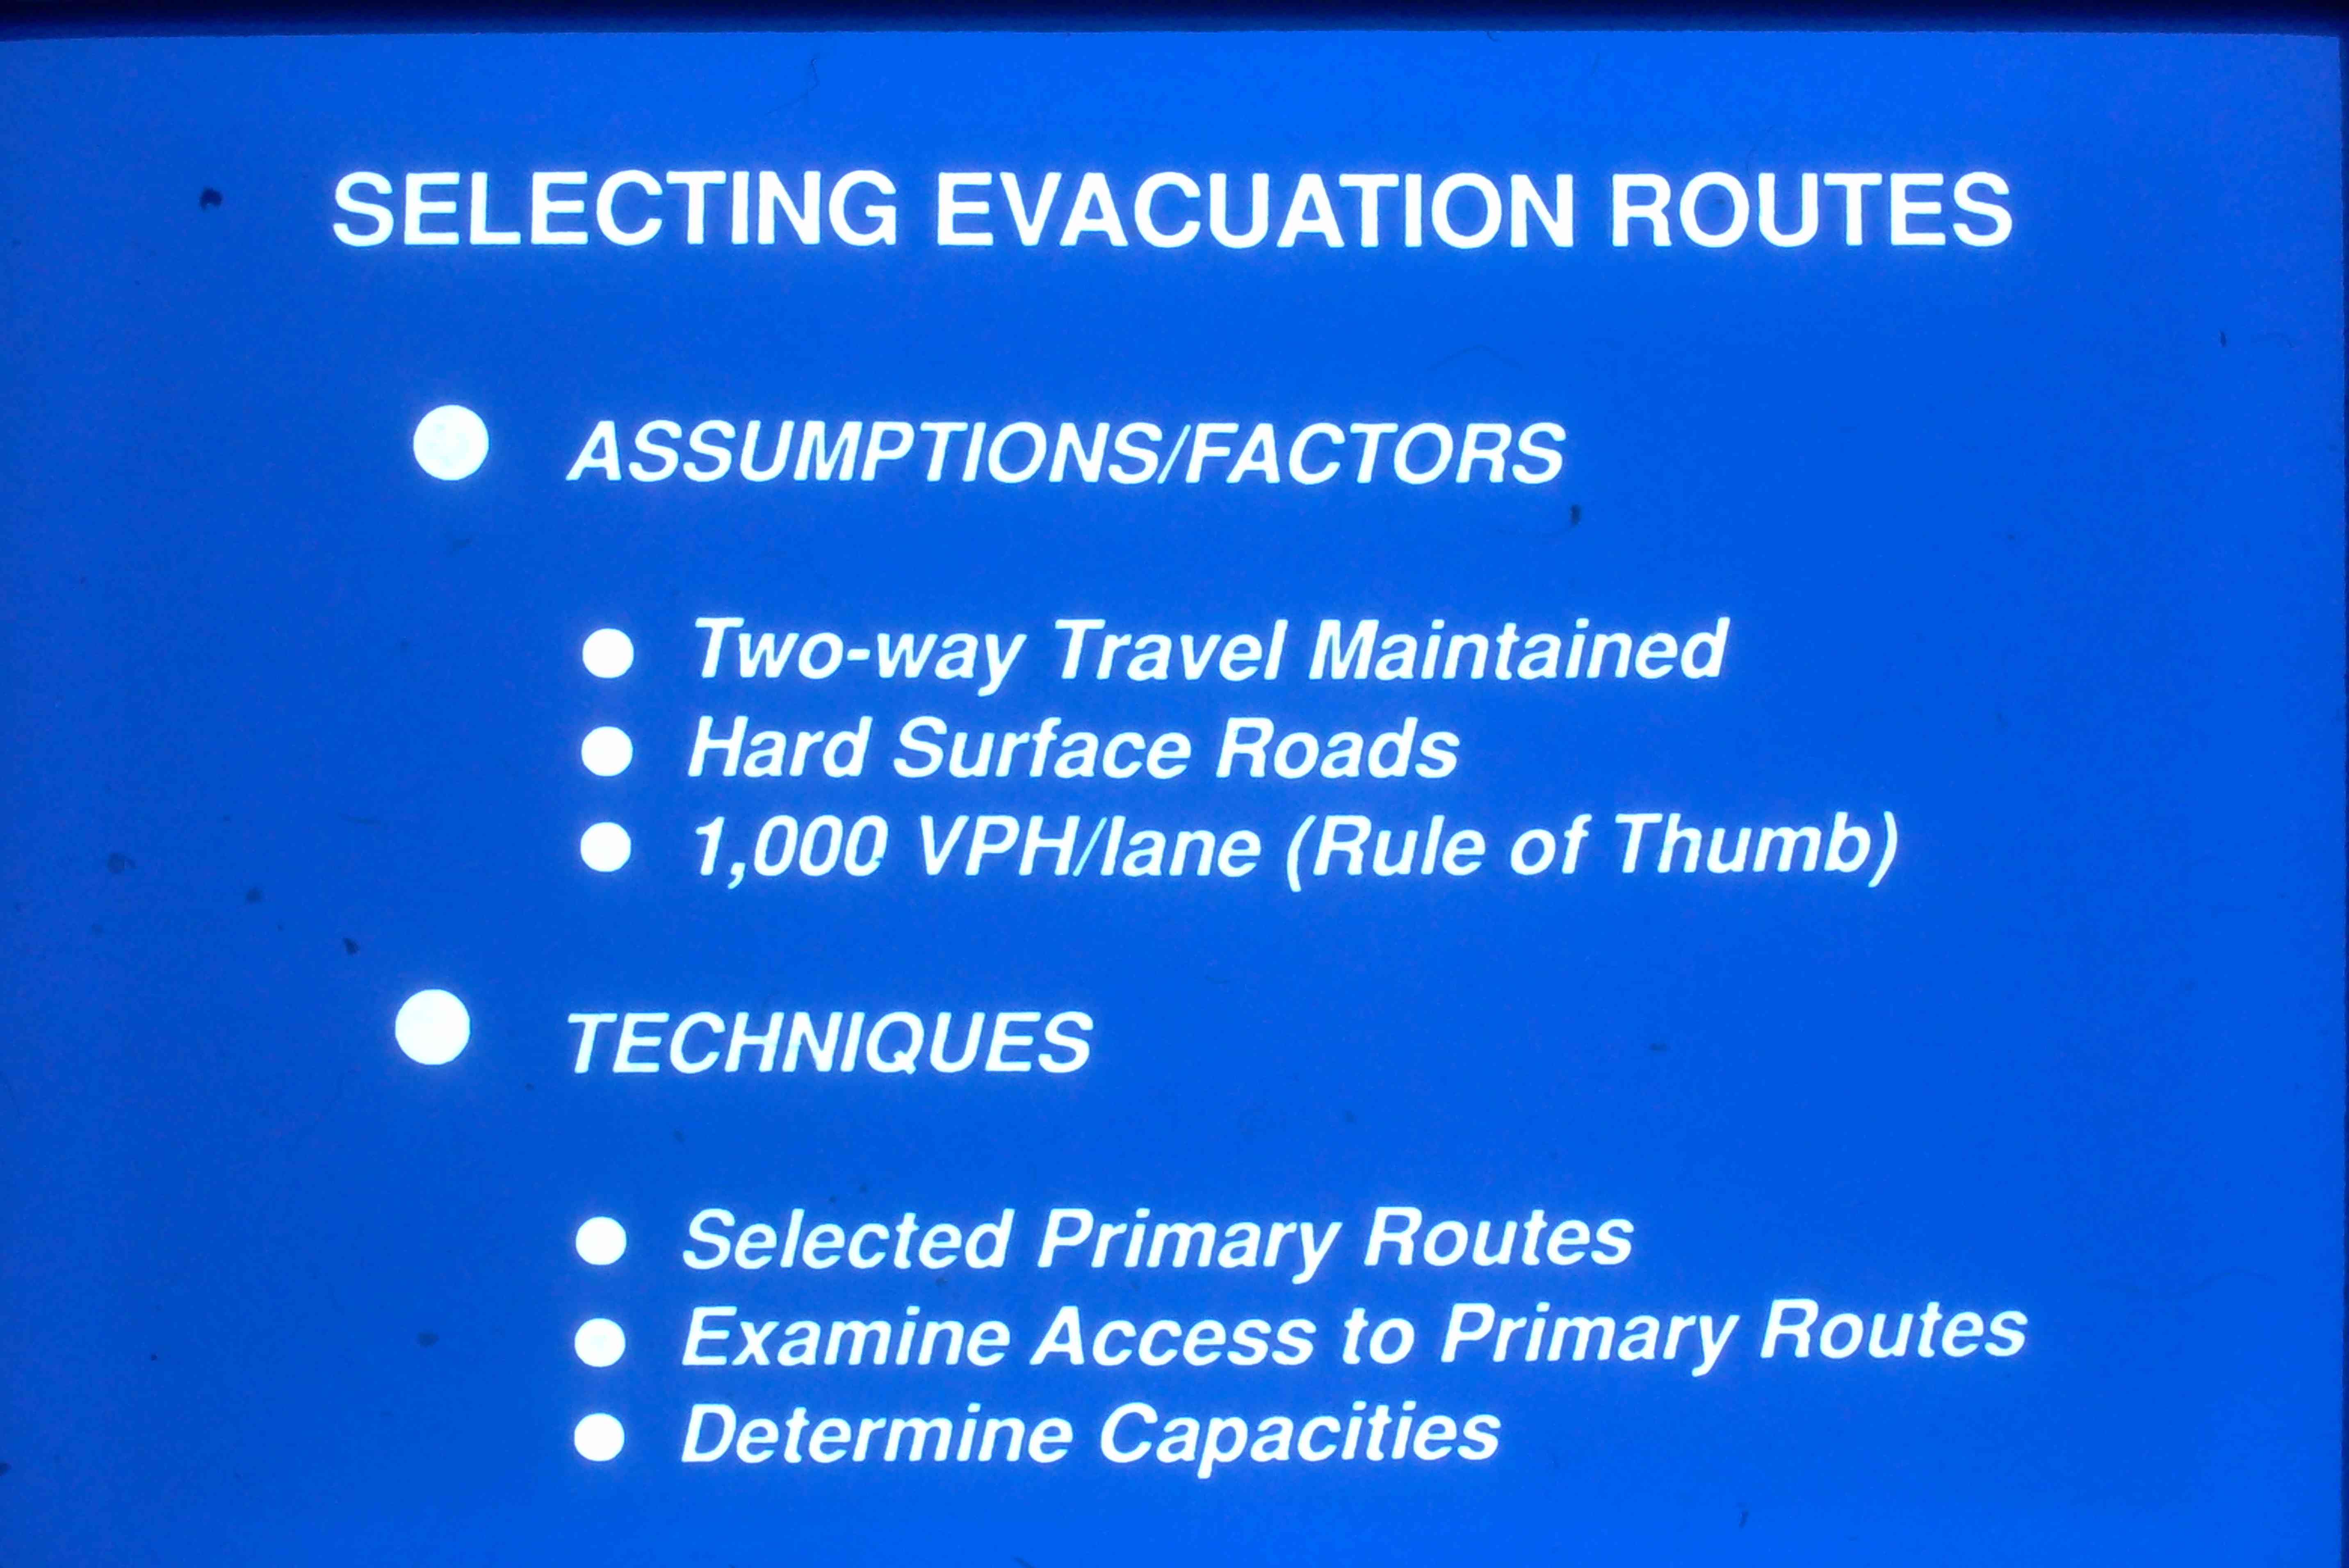 SELECTING EVACUATION ROUTES
ASSUMPTIONS/FACTORS
Two-way Travel Maintained
Hard Surface Roads
1,000 VPH/lane (Rule of Thumb)
TECHNIQUES
Selected Primary Routes
Examine Access to Primary Routes
Determine Capacities